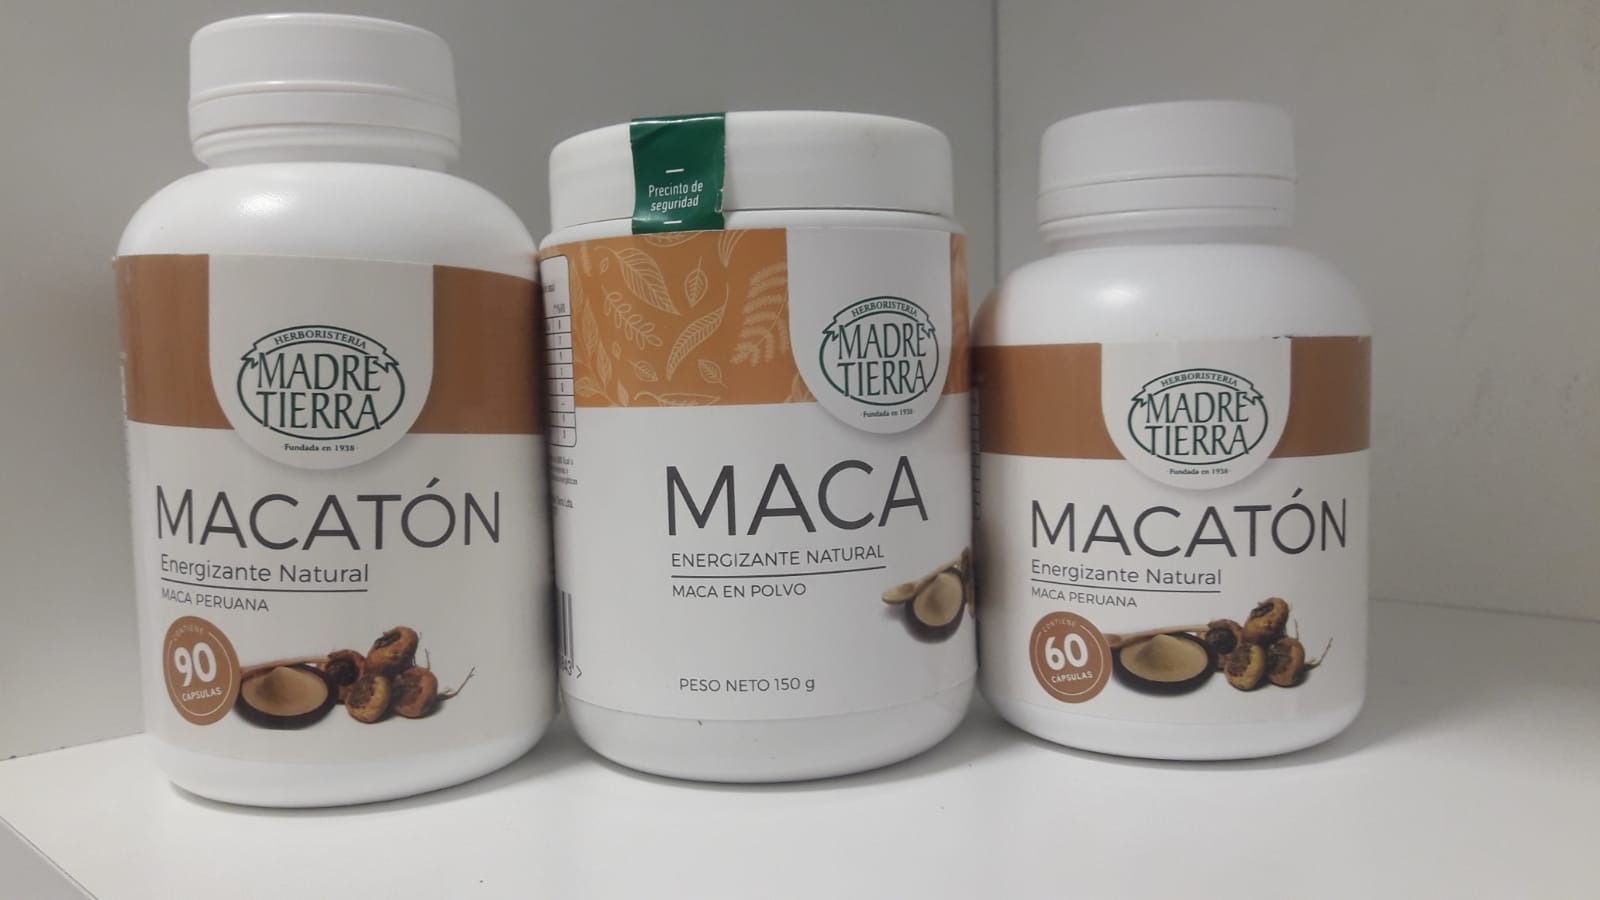 HERBORISTERIA
MADRE
TIERRA
·Fundada en 1938·
MACATÓN
Energizante Natural
MACA PERUANA
CONTIENE
90
CÁPSULAS
Precinto de
seguridad
HERBORISTERIA
MADRE
TIERRA
·Fundada en 1938·
MACA
ENERGIZANTE NATURAL
MACA EN POLVO
PESO NETO 150 g
HERBORISTERIA
MADRE
TIERRA
·Fundada en 1938·
MACATÓN
Energizante Natural
MACA PERUANA
CONTIENE
60
CÁPSULAS